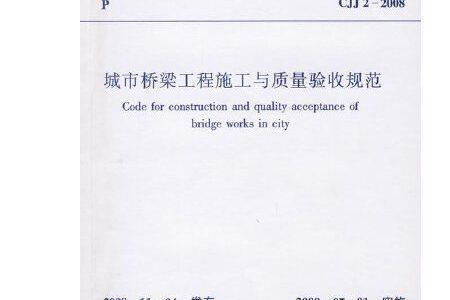 P
CJJ 2－2008
城市桥梁工程施工与质量验收规范
Code for construction and quality acceptance of
bridge works in city